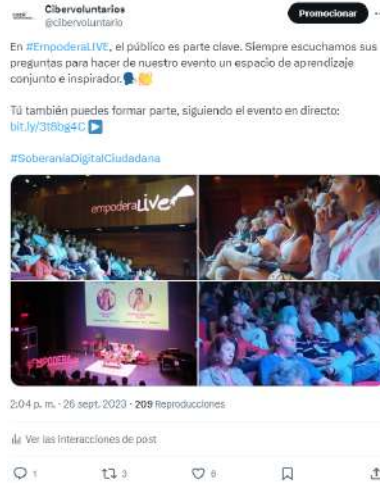 Cibervoluntarios
@cibervoluntario
Promocionar
En #EmpoderaLIVE, el público es parte clave. Siempre escuchamos sus
preguntas para hacer de nuestro evento un espacio de aprendizaje
conjunto e inspirador.🗣️👏
Tú también puedes formar parte, siguiendo el evento en directo:
bit.ly/3t8bg4C ▶️
#SoberaníaDigitalCiudadana
empoderaLive
EMPODERA
2:04 p. m. · 26 sept. 2023 · 209 Reproducciones
Ver las interacciones de post
1 3 6